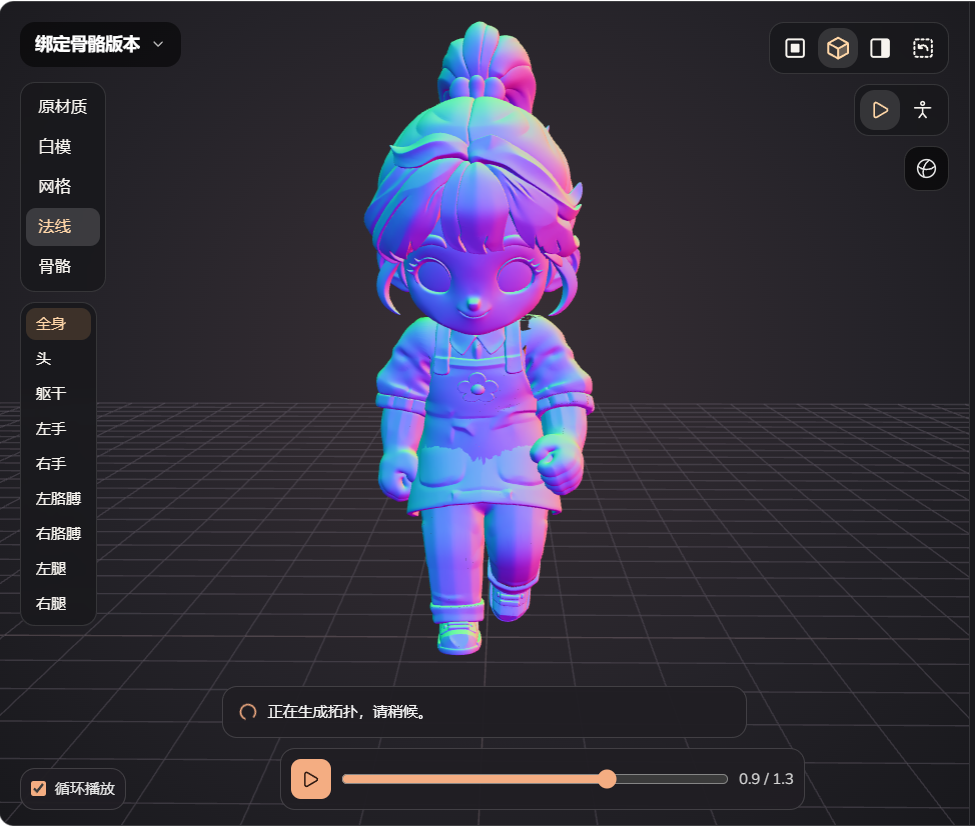 绑定骨骼版本
原材质
白模
网格
法线
骨骼
全身
头
躯干
左手
右手
左胳膊
右胳膊
左腿
右腿
正在生成拓扑，请稍候。
0.9 / 1.3
循环播放